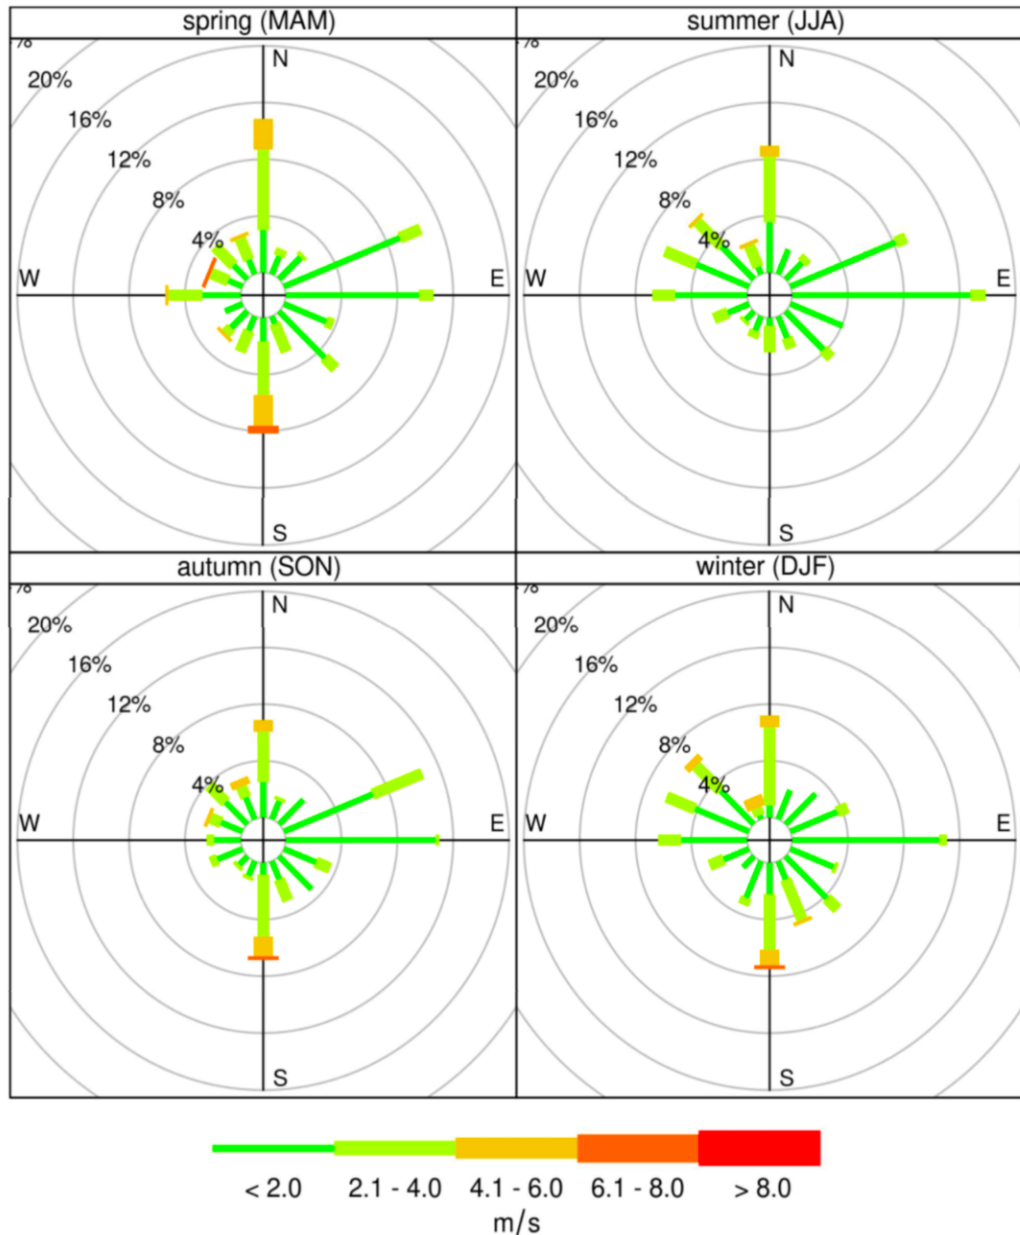 spring (MAM)
summer (JJA)
%
20%
16%
12%
8%
4%
N
W
E
S
%
20%
16%
12%
8%
4%
N
W
E
S
autumn (SON)
winter (DJF)
%
20%
16%
12%
8%
4%
N
W
E
S
%
20%
16%
12%
8%
4%
N
W
E
S
< 2.0 2.1 - 4.0 4.1 - 6.0 6.1 - 8.0 > 8.0
m/s